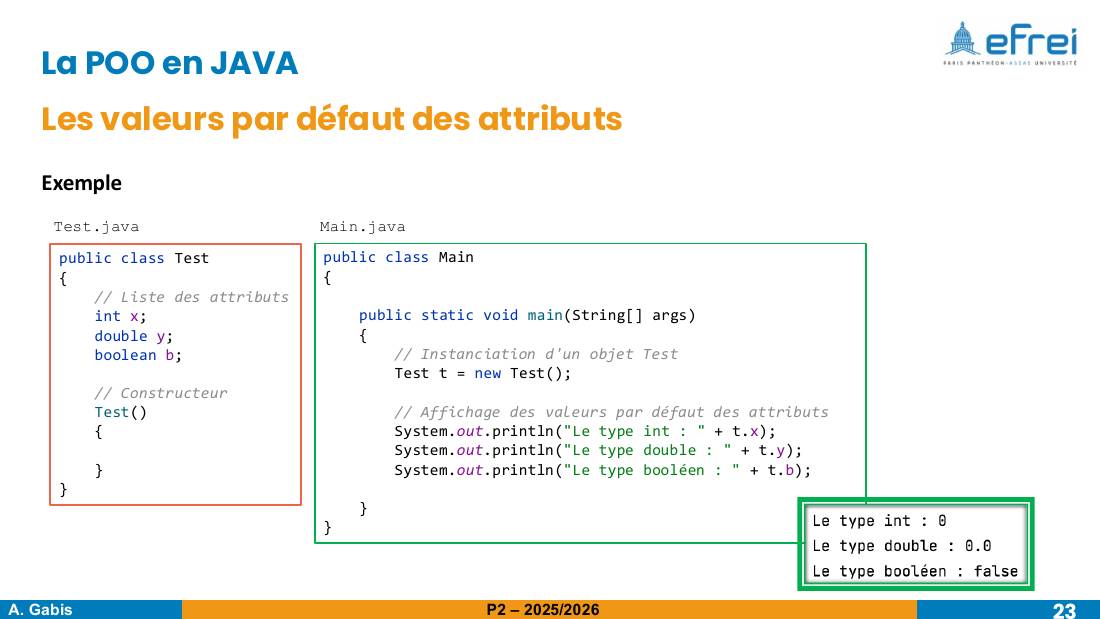 efrei
PARIS PANTHÉON-ASSAS UNIVERSITÉ
La POO en JAVA
Les valeurs par défaut des attributs
Exemple
Test.java
public class Test
{
    // Liste des attributs
    int x;
    double y;
    boolean b;

    // Constructeur
    Test()
    {

    }
}
Main.java
public class Main
{

    public static void main(String[] args)
    {
        // Instanciation d'un objet Test
        Test t = new Test();

        // Affichage des valeurs par défaut des attributs
        System.out.println("Le type int : " + t.x);
        System.out.println("Le type double : " + t.y);
        System.out.println("Le type booléen : " + t.b);

    }
}
Le type int : 0
Le type double : 0.0
Le type booléen : false
A. Gabis
P2 – 2025/2026
23